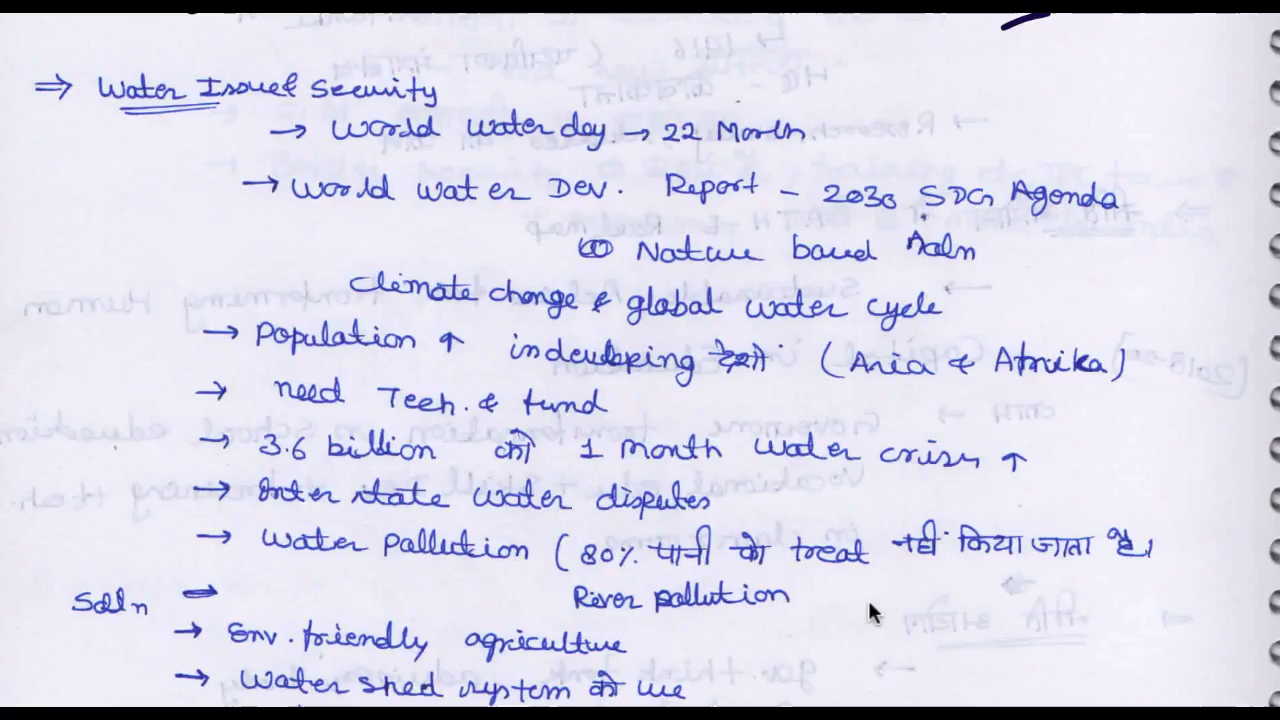 ⇒ Water Issuet Security
→ World water day → 22 March
→ World water Dev. Report - 2030 SDG Agenda
Nature based soln
Climate change & global water cycle
→ Population ↑ in developing देशों (Asia & Africa)
→ need Tech. & fund
→ 3.6 billion को 1 month water crises ↑
→ Inter state water disputes
→ Water pollution ( 80% पानी को treat नहीं किया जाता है।
Soln → River pollution
→ Env. friendly agriculture
→ Water shed system को use